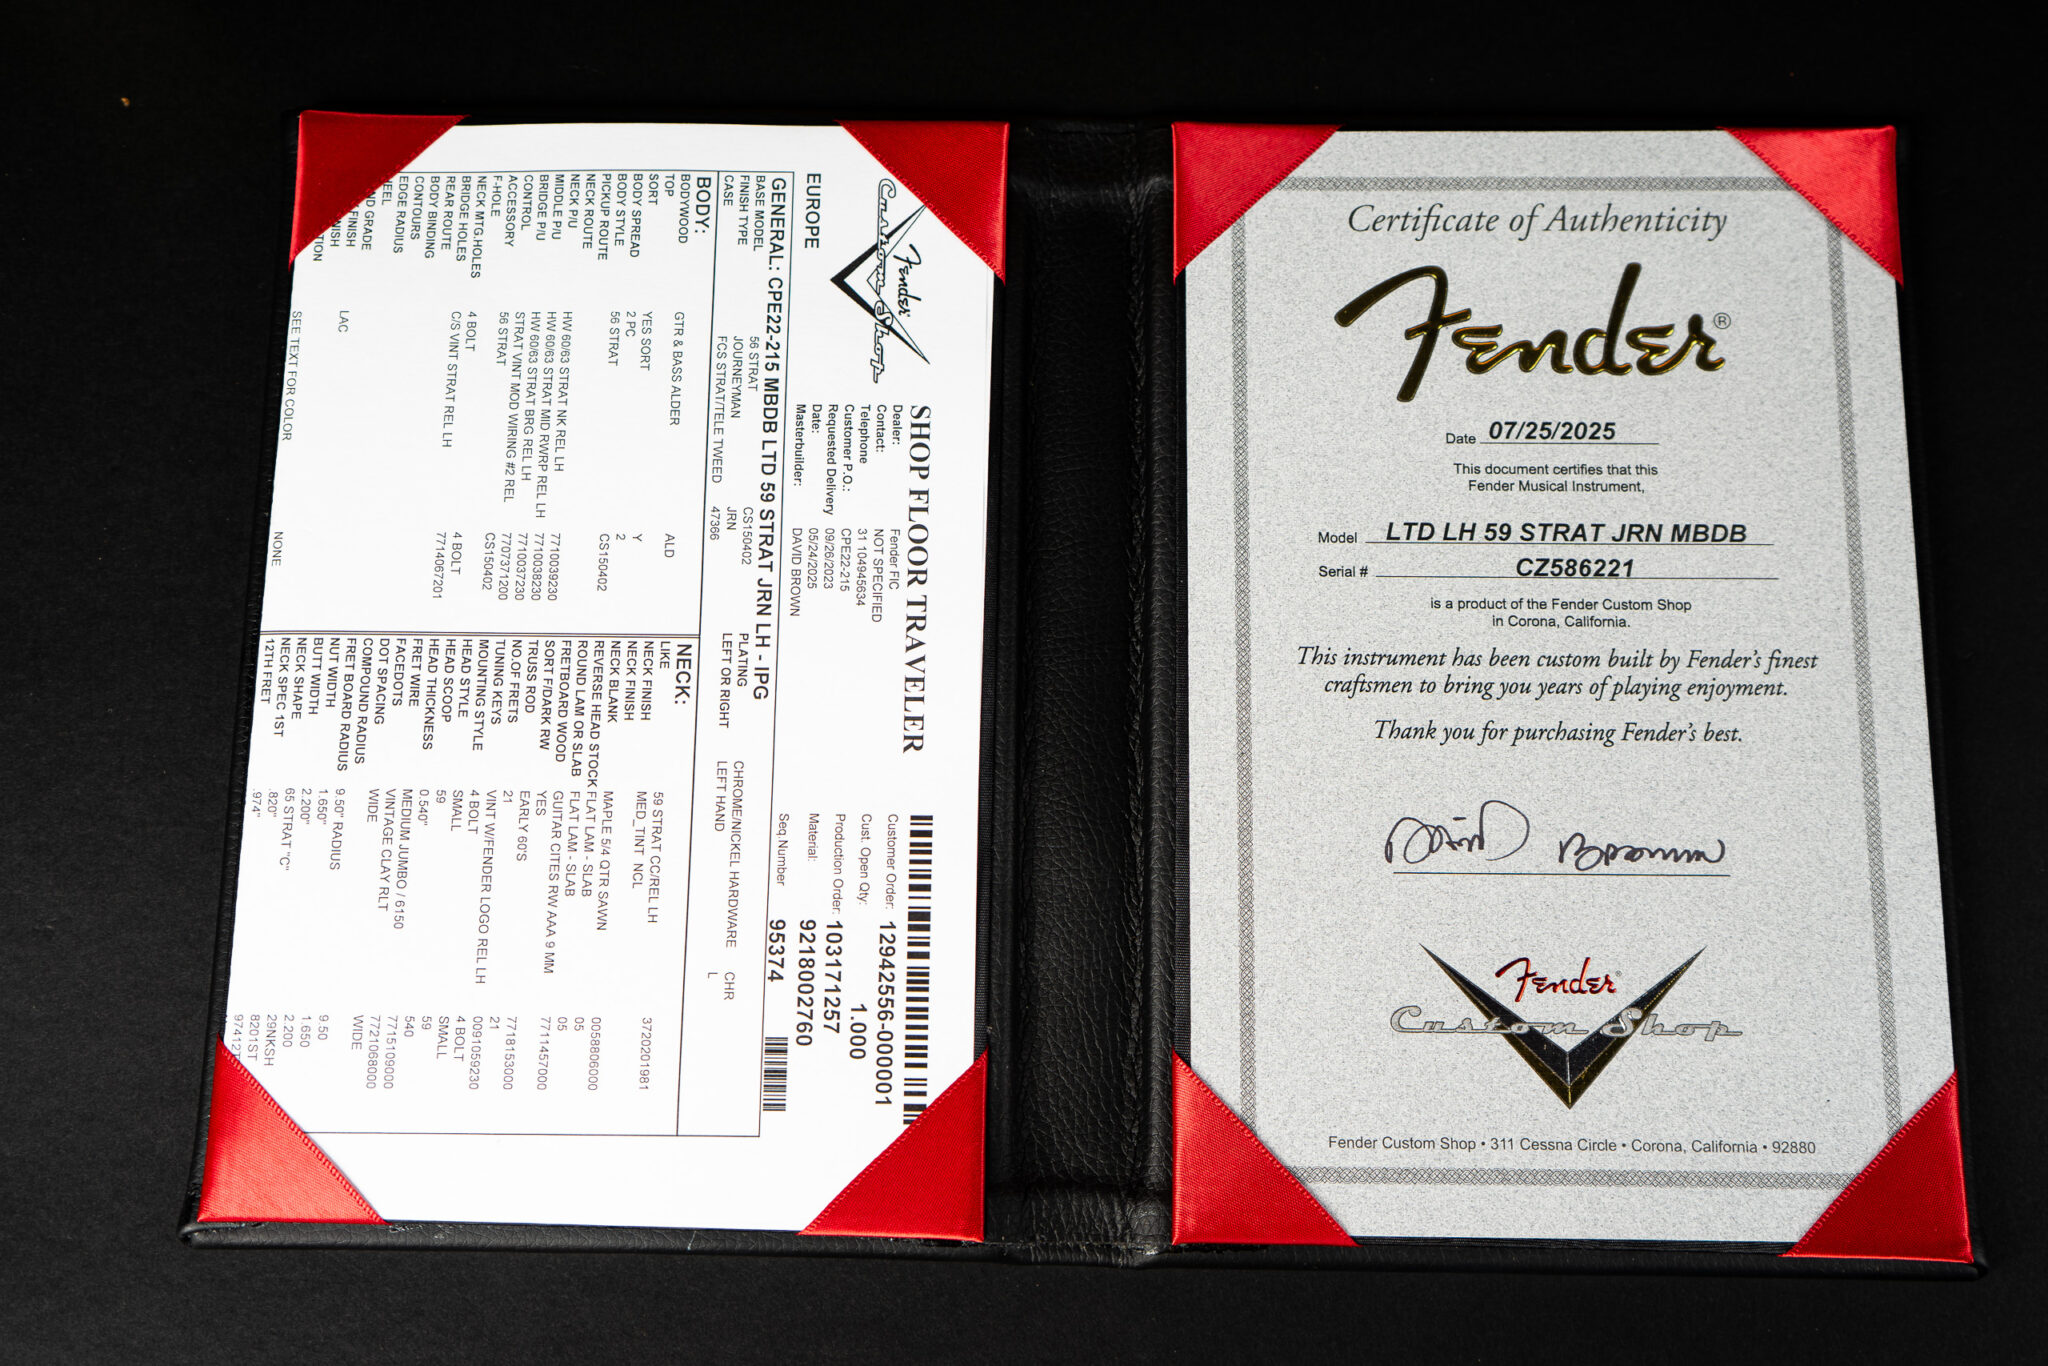 Fender
Custom Shop
SHOP FLOOR TRAVELER
EUROPE
Dealer: Fender FIC
Contact: NOT SPECIFIED
Telephone 31 104945634
Customer P.O.: CPE22-215
Requested Delivery 09/26/2023
Date: 05/24/2025
Masterbuilder: DAVID BROWN
Customer Order: 12942556-000001
Cust. Open Qty: 1.000
Production Order: 103171257
Material: 9218002760
Seq.Number 95374
GENERAL: CPE22-215 MBDB LTD 59 STRAT JRN LH - IPG
BASE MODEL 56 STRAT CS150402 PLATING CHROME/NICKEL HARDWARE CHR
FINISH TYPE JOURNEYMAN JRN LEFT OR RIGHT LEFT HAND L
CASE FCS STRAT/TELE TWEED 47366
BODY:
BODYWOOD GTR & BASS ALDER ALD
TOP
SORT YES SORT Y
BODY SPREAD 2 PC 2
BODY STYLE 56 STRAT CS150402
PICKUP ROUTE
NECK ROUTE
NECK P/U HW 60/63 STRAT NK REL LH 7710039230
MIDDLE P/U HW 60/63 STRAT MID RWRP REL LH 7710038230
BRIDGE P/U HW 60/63 STRAT BRG REL LH 7710037230
CONTROL STRAT VINT MOD WIRING #2 REL 7707371200
ACCESSORY 56 STRAT CS150402
F-HOLE
NECK MTG.HOLES 4 BOLT 4 BOLT
BRIDGE HOLES C/S VINT STRAT REL LH 7714067201
REAR ROUTE
BODY BINDING
CONTOURS
EDGE RADIUS
EEL
ND GRADE
FINISH LAC
NISH
TION SEE TEXT FOR COLOR NONE
NECK:
LIKE 59 STRAT CC/REL LH 3720201981
NECK FINISH MED_TINT NCL
NECK FINISH
NECK BLANK MAPLE 5/4 QTR SAWN 0058806000
REVERSE HEAD STOCK FLAT LAM - SLAB 05
ROUND LAM OR SLAB FLAT LAM - SLAB 05
FRETBOARD WOOD GUITAR CITES RW AAA 9 MM 7711457000
SORT F/DARK RW YES
TRUSS ROD EARLY 60'S 7718153000
NO.OF FRETS 21 21
TUNING KEYS VINT W/FENDER LOGO REL LH 0091059230
MOUNTING STYLE 4 BOLT 4 BOLT
HEAD STYLE SMALL SMALL
HEAD SCOOP 59 59
HEAD THICKNESS 0.540" 540
FRET WIRE MEDIUM JUMBO / 6150 7715109000
FACEDOTS VINTAGE CLAY RLT 7721068000
DOT SPACING WIDE WIDE
COMPOUND RADIUS
FRET BOARD RADIUS 9.50" RADIUS 9.50
NUT WIDTH 1.650" 1.650
BUTT WIDTH 2.200" 2.200
NECK SHAPE 65 STRAT "C" 29NKSH
NECK SPEC 1ST .820" 8201ST
12TH FRET .974" 97412T
Certificate of Authenticity
Fender®
Date 07/25/2025
This document certifies that this
Fender Musical Instrument,
Model LTD LH 59 STRAT JRN MBDB
Serial # CZ586221
is a product of the Fender Custom Shop
in Corona, California.
This instrument has been custom built by Fender's finest
craftsmen to bring you years of playing enjoyment.
Thank you for purchasing Fender's best.
David Brown
Fender
Custom Shop
Fender Custom Shop • 311 Cessna Circle • Corona, California • 92880